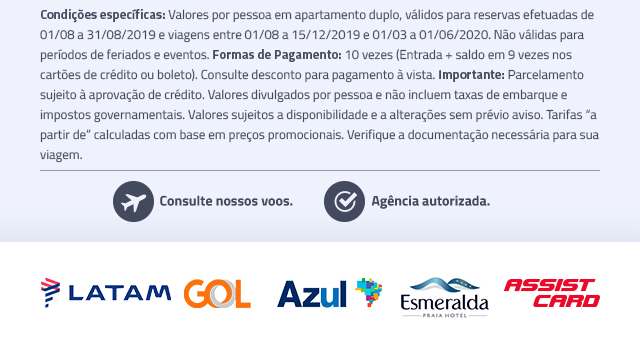 Condições específicas: Valores por pessoa em apartamento duplo, válidos para reservas efetuadas de
01/08 a 31/08/2019 e viagens entre 01/08 a 15/12/2019 e 01/03 a 01/06/2020. Não válidas para
períodos de feriados e eventos. Formas de Pagamento: 10 vezes (Entrada + saldo em 9 vezes nos
cartões de crédito ou boleto). Consulte desconto para pagamento à vista. Importante: Parcelamento
sujeito à aprovação de crédito. Valores divulgados por pessoa e não incluem taxas de embarque e
impostos governamentais. Valores sujeitos a disponibilidade e a alterações sem prévio aviso. Tarifas “a
partir de” calculadas com base em preços promocionais. Verifique a documentação necessária para sua
viagem.
Consulte nossos voos. Agência autorizada.
LATAM GOL Azul Esmeralda PRAIA HOTEL ASSIST CARD